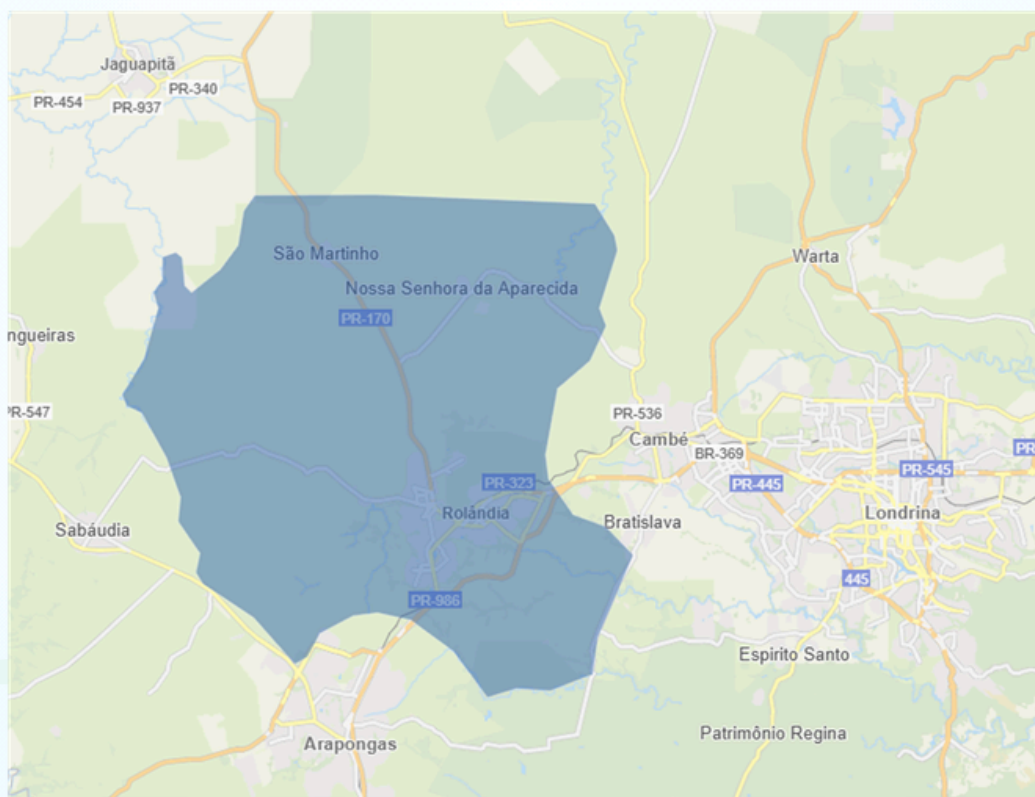 Jaguapitã
PR-340
PR-454
PR-937
São Martinho
Warta
Nossa Senhora da Aparecida
PR-170
ngueiras
PR-547
PR-536
Cambé
BR-369
PR-545
PR
PR-445
PR-323
Rolândia
Bratislava
Londrina
Sabáudia
445
PR-986
Espirito Santo
Patrimônio Regina
Arapongas